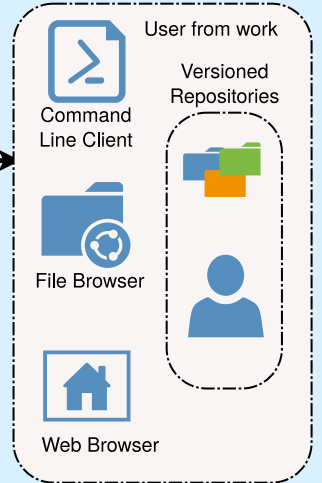 User from work
Versioned
Repositories
Command
Line Client
File Browser
Web Browser